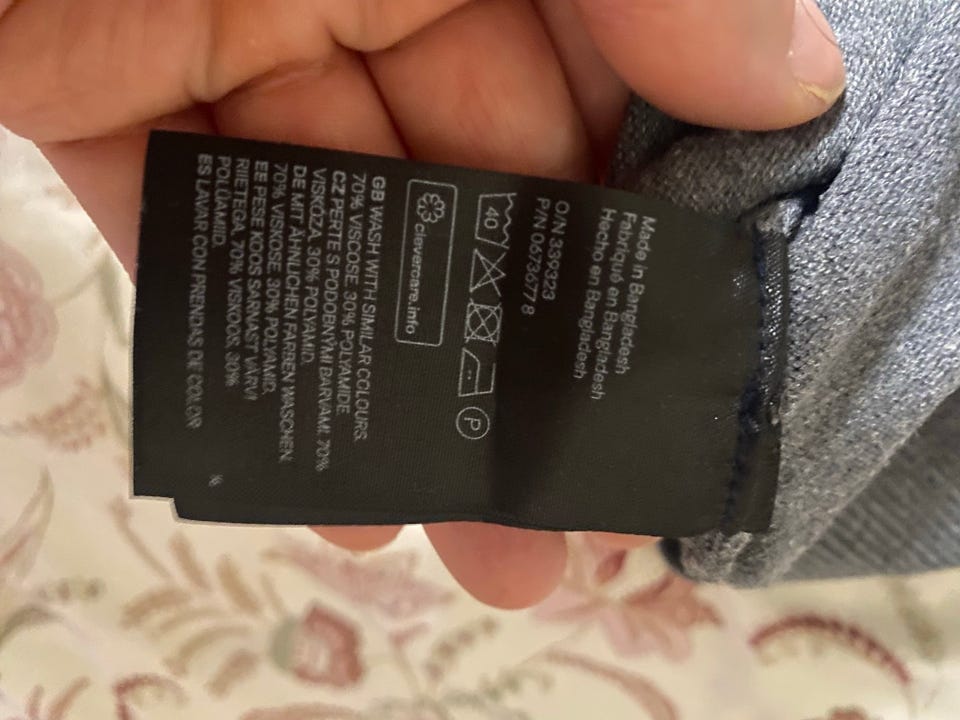 Made in Bangladesh
Fabriqué en Bangladesh
Hecho en Bangladesh
O/N 339323
P/N 0673677 8
40
P
clevercare.info
GB WASH WITH SIMILAR COLOURS.
70% VISCOSE, 30% POLYAMIDE.
CZ PERTE S PODOBNÝMI BARVAMI. 70%
VISKÓZA, 30% POLYAMID.
DE MIT ÄHNLICHEN FARBEN WASCHEN.
70% VISKOSE, 30% POLYAMID.
EE PESE KOOS SARNAST VÄRVI
RIIETEGA. 70% VISKOOS, 30%
POLÜAMIID.
ES LAVAR CON PRENDAS DE COLOR